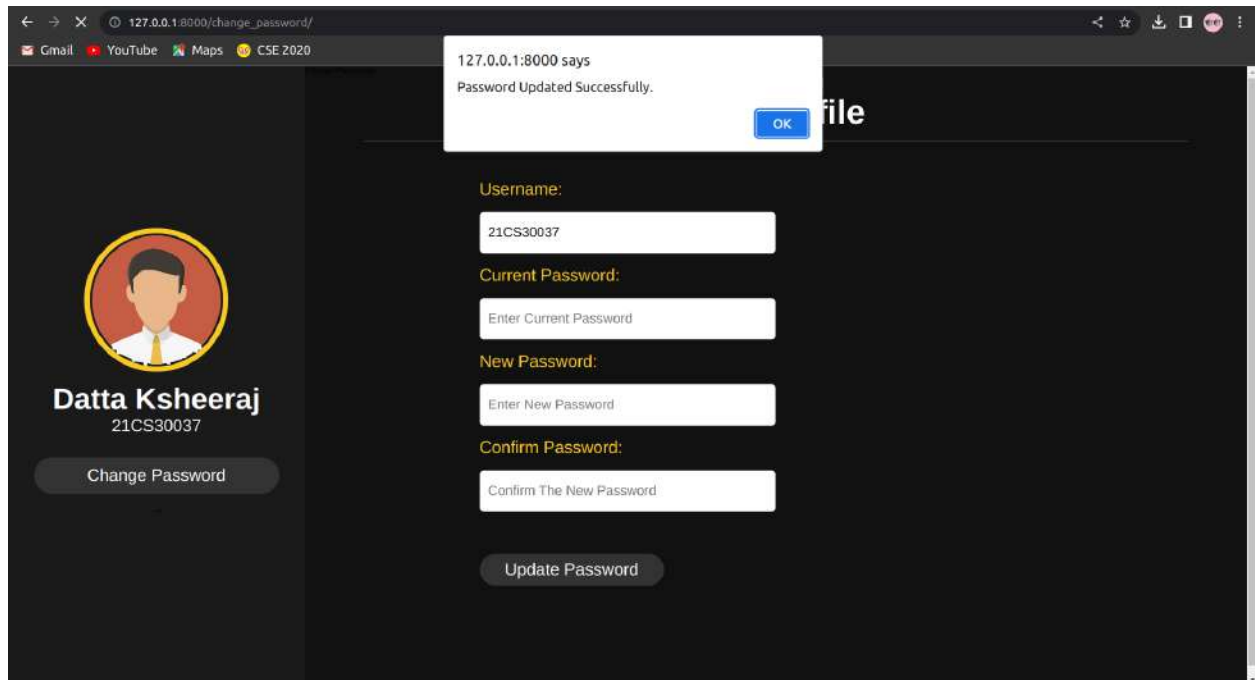 127.0.0.1:8000/change_password/
Gmail YouTube Maps CSE 2020
127.0.0.1:8000 says
Password Updated Successfully.
OK
file
Username:
21CS30037
Current Password:
Enter Current Password
New Password:
Enter New Password
Confirm Password:
Confirm The New Password
Update Password
Datta Ksheeraj
21CS30037
Change Password